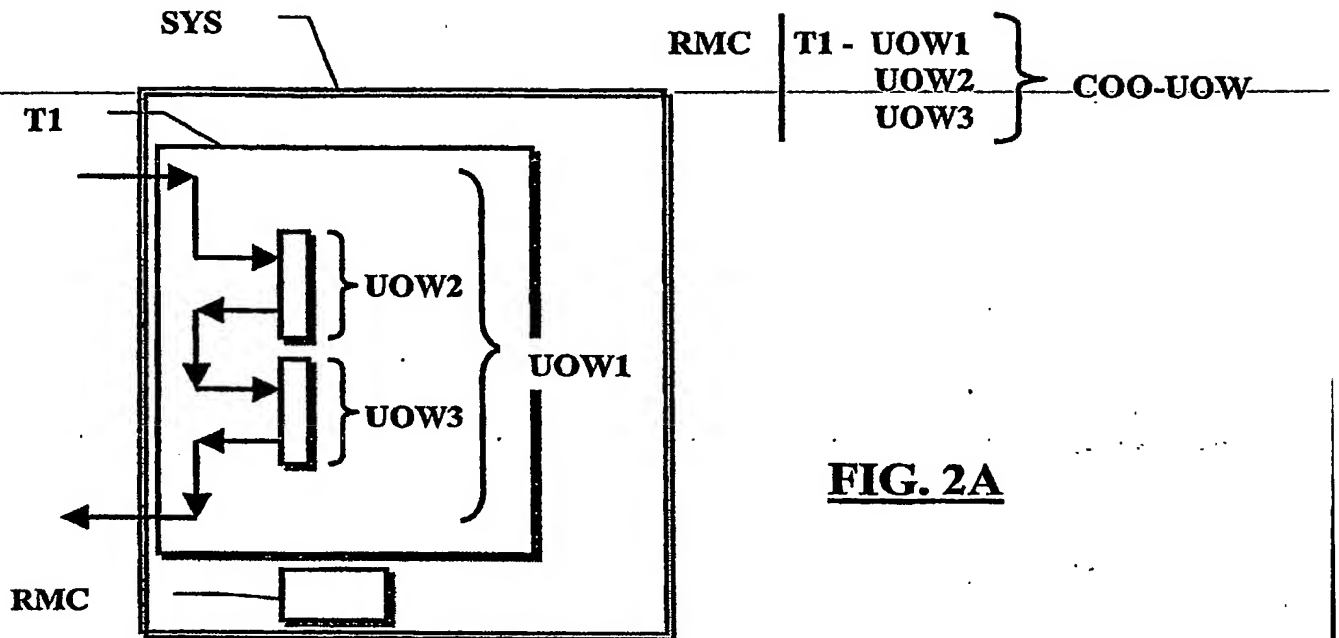 SYS
RMC T1 - UOW1
UOW2
UOW3
COO-UOW
T1
UOW2
UOW1
UOW3
FIG. 2A
RMC